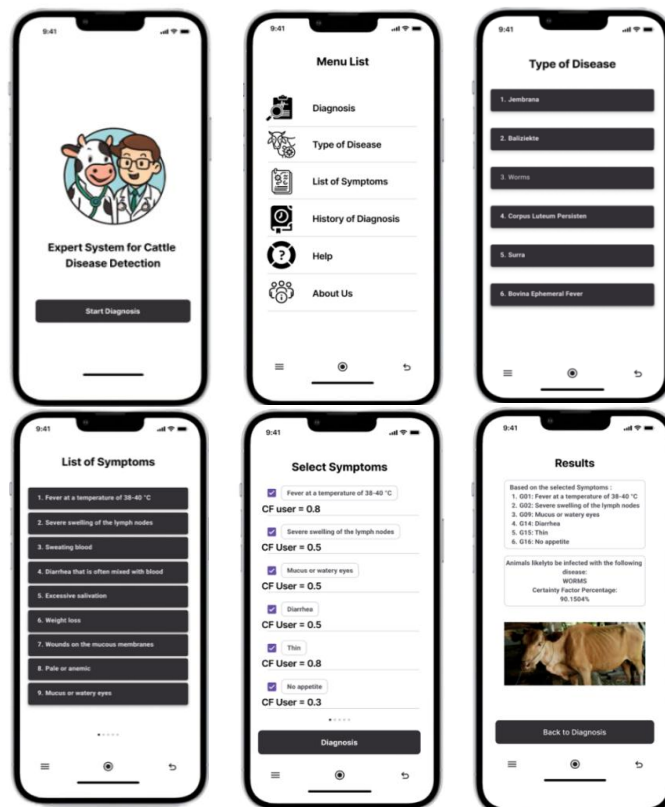 9:41
Expert System for Cattle
Disease Detection
Start Diagnosis
9:41
Menu List
Diagnosis
Type of Disease
List of Symptoms
History of Diagnosis
Help
About Us
9:41
Type of Disease
1. Jembrana
2. Baliziekte
3. Worms
4. Corpus Luteum Persisten
5. Surra
6. Bovina Ephemeral Fever
9:41
List of Symptoms
1. Fever at a temperature of 38-40 °C
2. Severe swelling of the lymph nodes
3. Sweating blood
4. Diarrhea that is often mixed with blood
5. Excessive salivation
6. Weight loss
7. Wounds on the mucous membranes
8. Pale or anemic
9. Mucus or watery eyes
9:41
Select Symptoms
Fever at a temperature of 38-40 °C
CF user = 0.8
Severe swelling of the lymph nodes
CF User = 0.5
Mucus or watery eyes
CF User = 0.5
Diarrhea
CF User = 0.5
Thin
CF User = 0.8
No appetite
CF User = 0.3
Diagnosis
9:41
Results
Based on the selected Symptoms :
1. G01: Fever at a temperature of 38-40 °C
2. G02: Severe swelling of the lymph nodes
3. G09: Mucus or watery eyes
4. G14: Diarrhea
5. G15: Thin
6. G16: No appetite
Animals likelyto be infected with the following
disease:
WORMS
Certainty Factor Percentage:
90.1504%
Back to Diagnosis